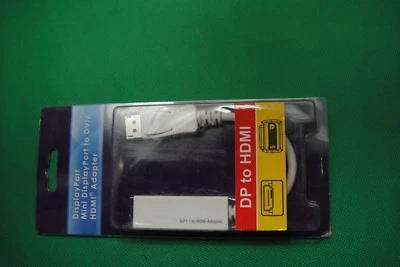 DisplayPort
Mini DisplayPort to DVI/
HDMI® Adapter
DP to HDMI